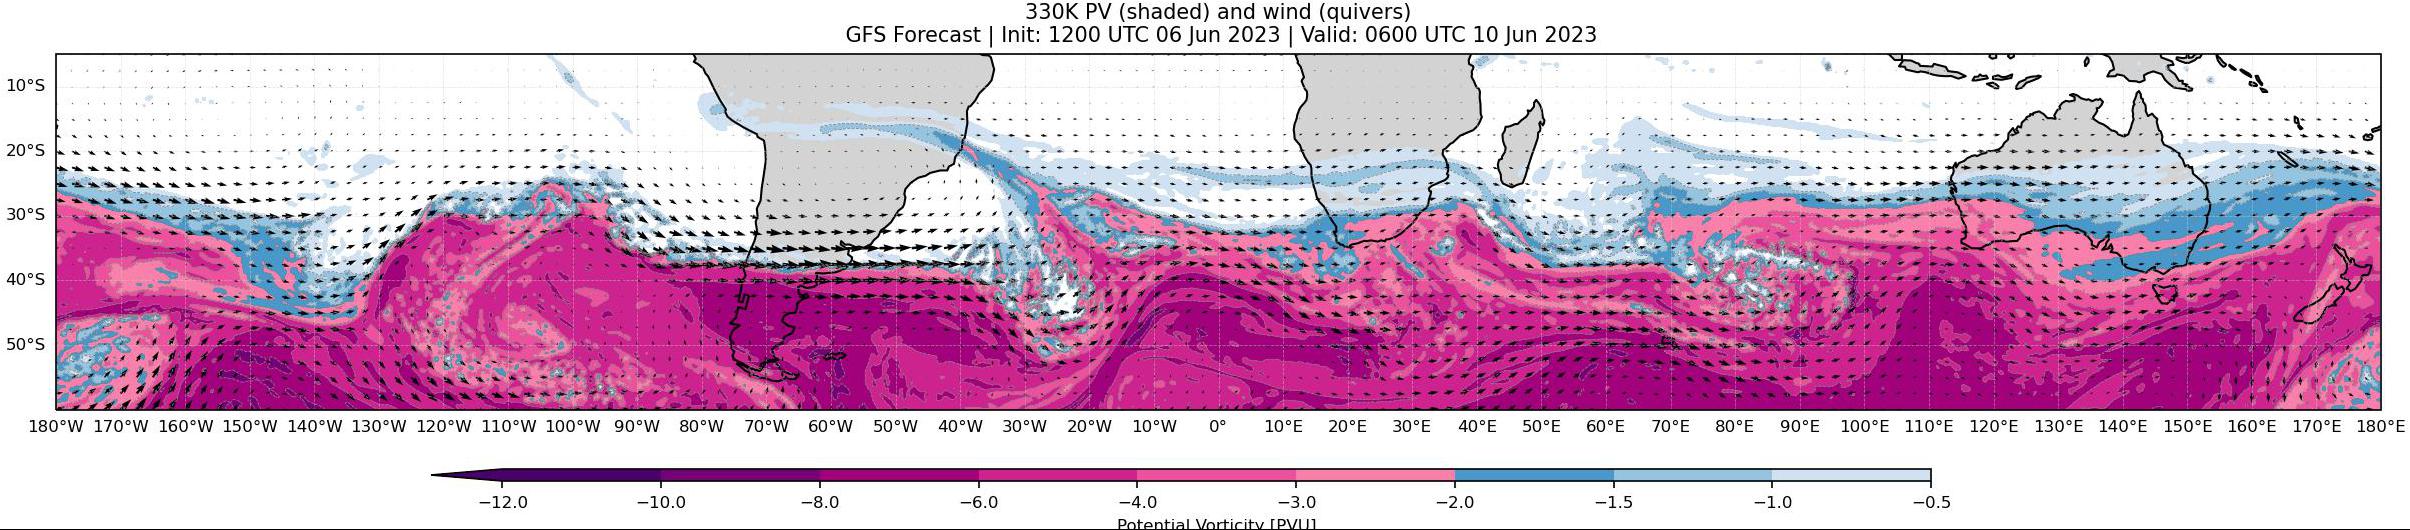 330K PV (shaded) and wind (quivers)
GFS Forecast | Init: 1200 UTC 06 Jun 2023 | Valid: 0600 UTC 10 Jun 2023
10°S
20°S
30°S
40°S
50°S
180°W 170°W 160°W 150°W 140°W 130°W 120°W 110°W 100°W 90°W 80°W 70°W 60°W 50°W 40°W 30°W 20°W 10°W 0° 10°E 20°E 30°E 40°E 50°E 60°E 70°E 80°E 90°E 100°E 110°E 120°E 130°E 140°E 150°E 160°E 170°E 180°E
−12.0 −10.0 −8.0 −6.0 −4.0 −3.0 −2.0 −1.5 −1.0 −0.5
Potential Vorticity [PVU]